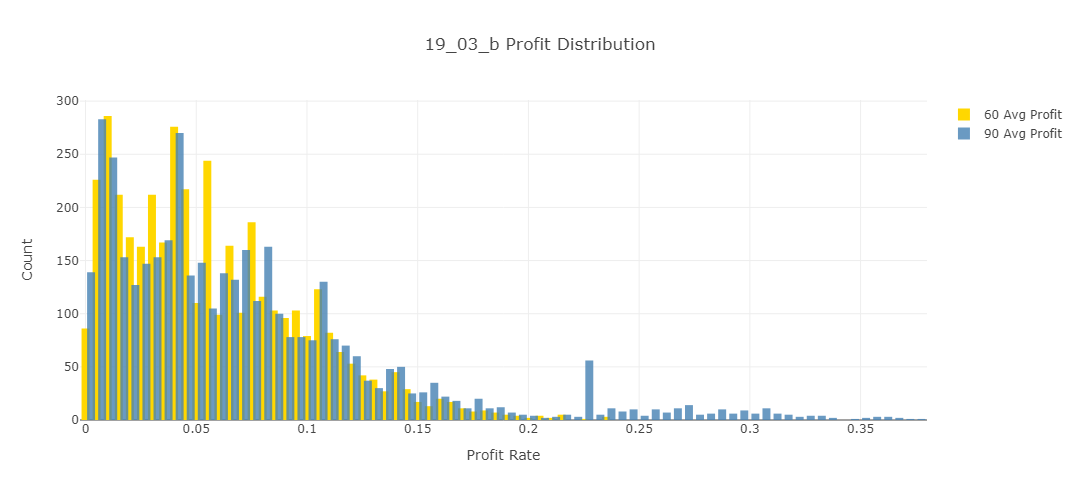 19_03_b Profit Distribution
60 Avg Profit
90 Avg Profit
300
250
200
150
100
50
0
Count
0 0.05 0.1 0.15 0.2 0.25 0.3 0.35
Profit Rate